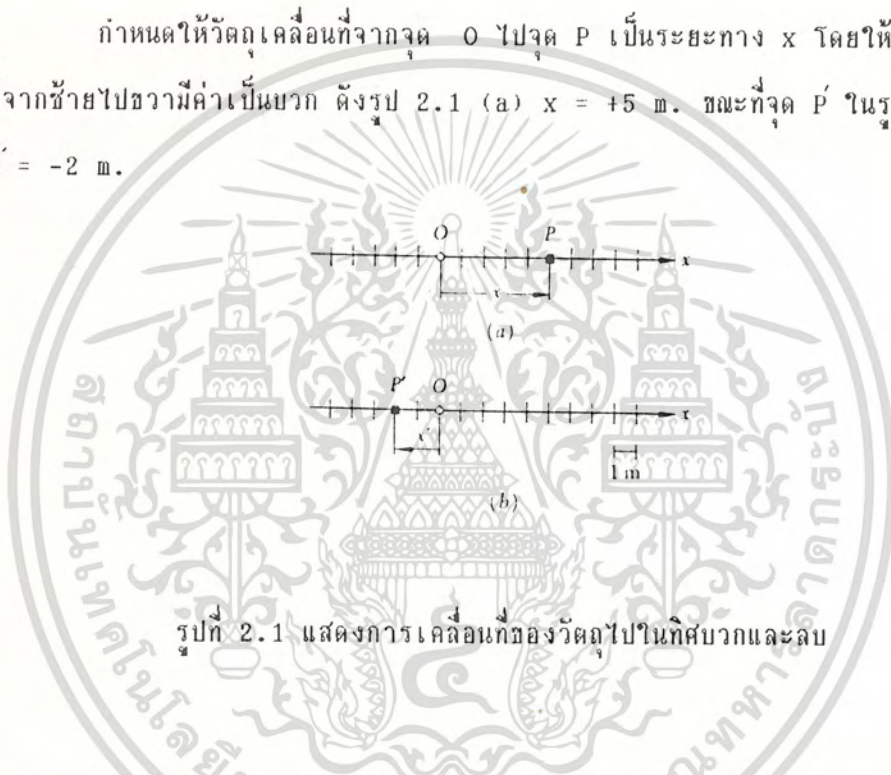 กำหนดให้วัตถุเคลื่อนที่จากจุด O ไปจุด P เป็นระยะทาง x โดยให้
จากซ้ายไปขวามีค่าเป็นบวก ดังรูป 2.1 (a) x = +5 m. ขณะที่จุด P′ ในรู
′ = -2 m.
O P
x
x
(a)
P′ O
x
x′
1 m
(b)
รูปที่ 2.1 แสดงการเคลื่อนที่ของวัตถุไปในทิศบวกและลบ